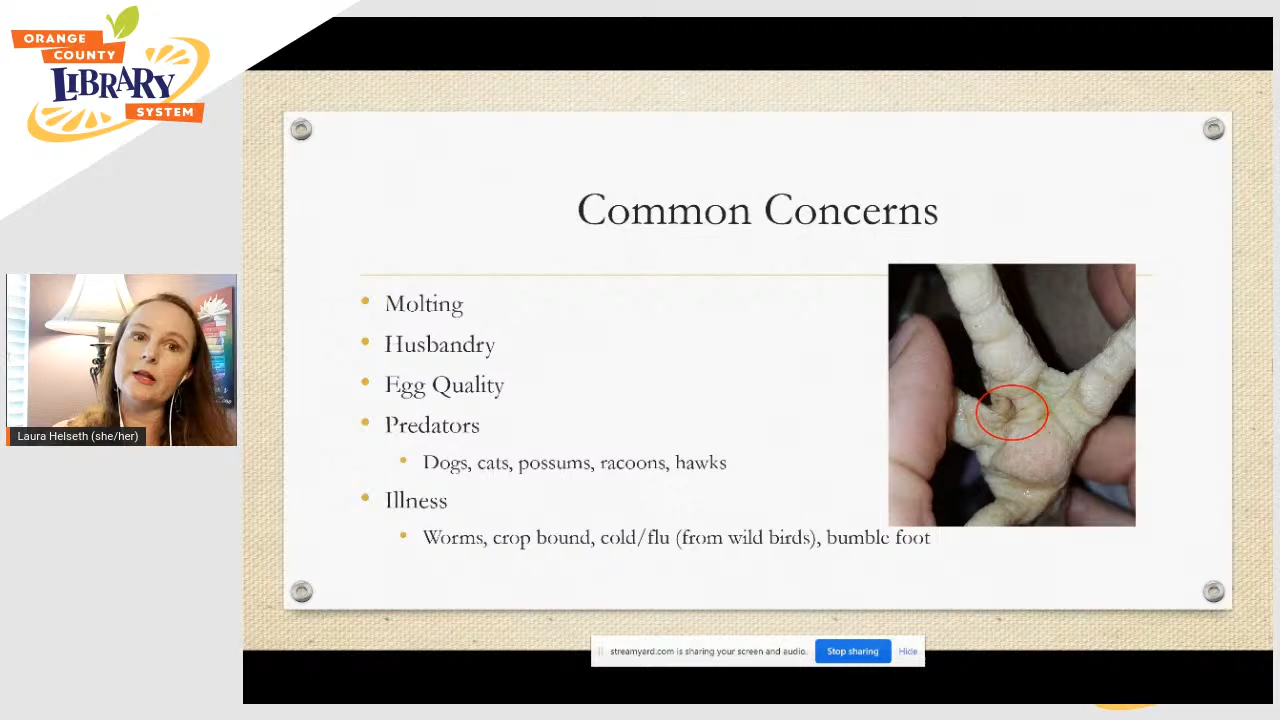 ORANGE
COUNTY
LIBRARY
SYSTEM
Common Concerns
Molting
Husbandry
Egg Quality
Predators
Dogs, cats, possums, racoons, hawks
Illness
Worms, crop bound, cold/flu (from wild birds), bumble foot
Laura Helseth (she/her)
streamyard.com is sharing your screen and audio.
Stop sharing
Hide